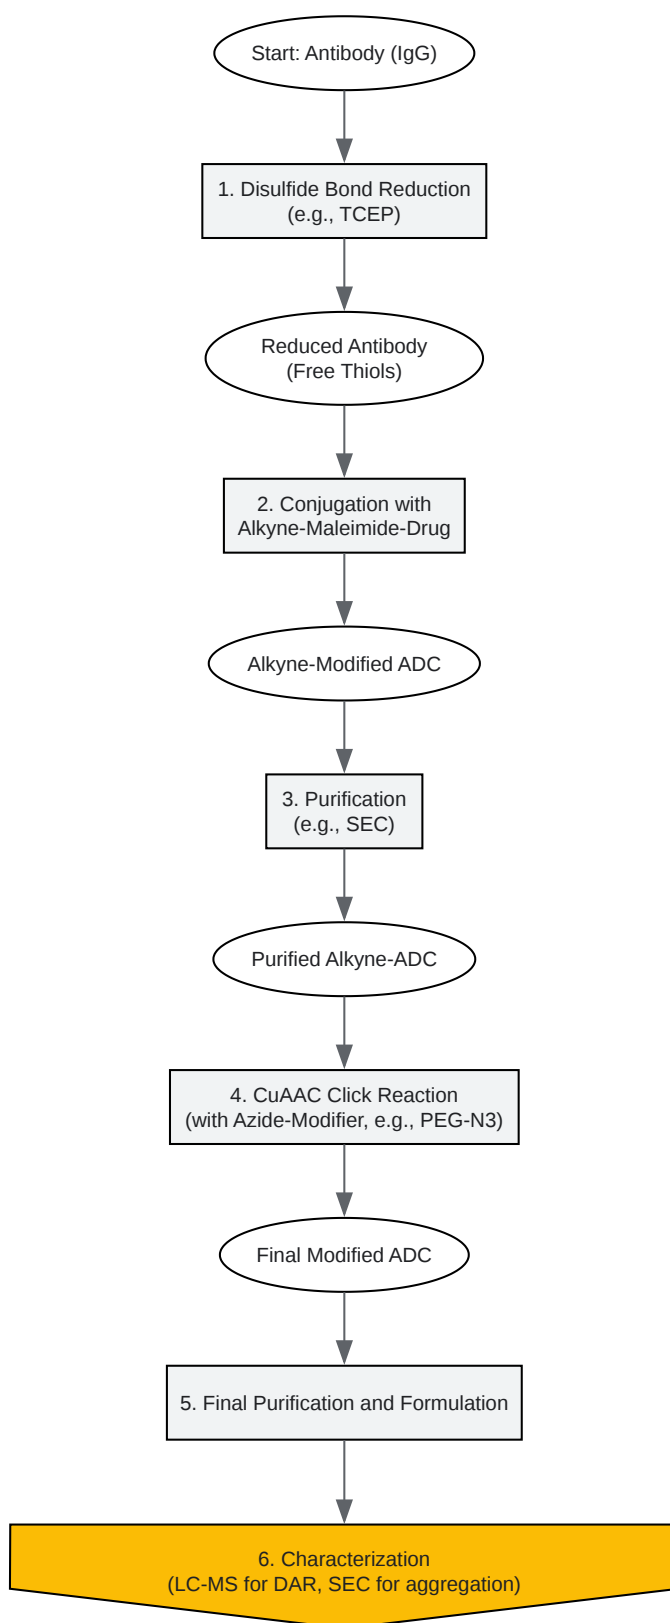 Start: Antibody (IgG)
1. Disulfide Bond Reduction
(e.g., TCEP)
Reduced Antibody
(Free Thiols)
2. Conjugation with
Alkyne-Maleimide-Drug
Alkyne-Modified ADC
3. Purification
(e.g., SEC)
Purified Alkyne-ADC
4. CuAAC Click Reaction
(with Azide-Modifier, e.g., PEG-N3)
Final Modified ADC
5. Final Purification and Formulation
6. Characterization
(LC-MS for DAR, SEC for aggregation)